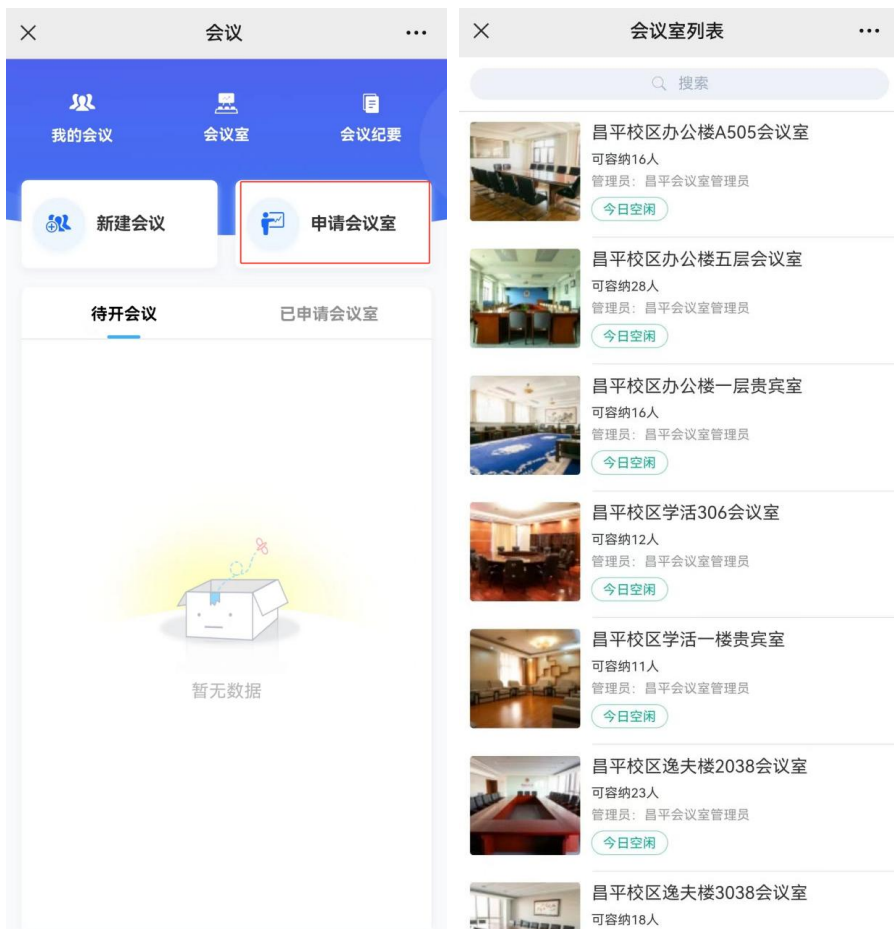 会议
我的会议
会议室
会议纪要
新建会议
申请会议室
待开会议
已申请会议室
暂无数据
会议室列表
搜索
昌平校区办公楼A505会议室
可容纳16人
管理员：昌平会议室管理员
今日空闲
昌平校区办公楼五层会议室
可容纳28人
管理员：昌平会议室管理员
今日空闲
昌平校区办公楼一层贵宾室
可容纳16人
管理员：昌平会议室管理员
今日空闲
昌平校区学活306会议室
可容纳12人
管理员：昌平会议室管理员
今日空闲
昌平校区学活一楼贵宾室
可容纳11人
管理员：昌平会议室管理员
今日空闲
昌平校区逸夫楼2038会议室
可容纳23人
管理员：昌平会议室管理员
今日空闲
昌平校区逸夫楼3038会议室
可容纳18人